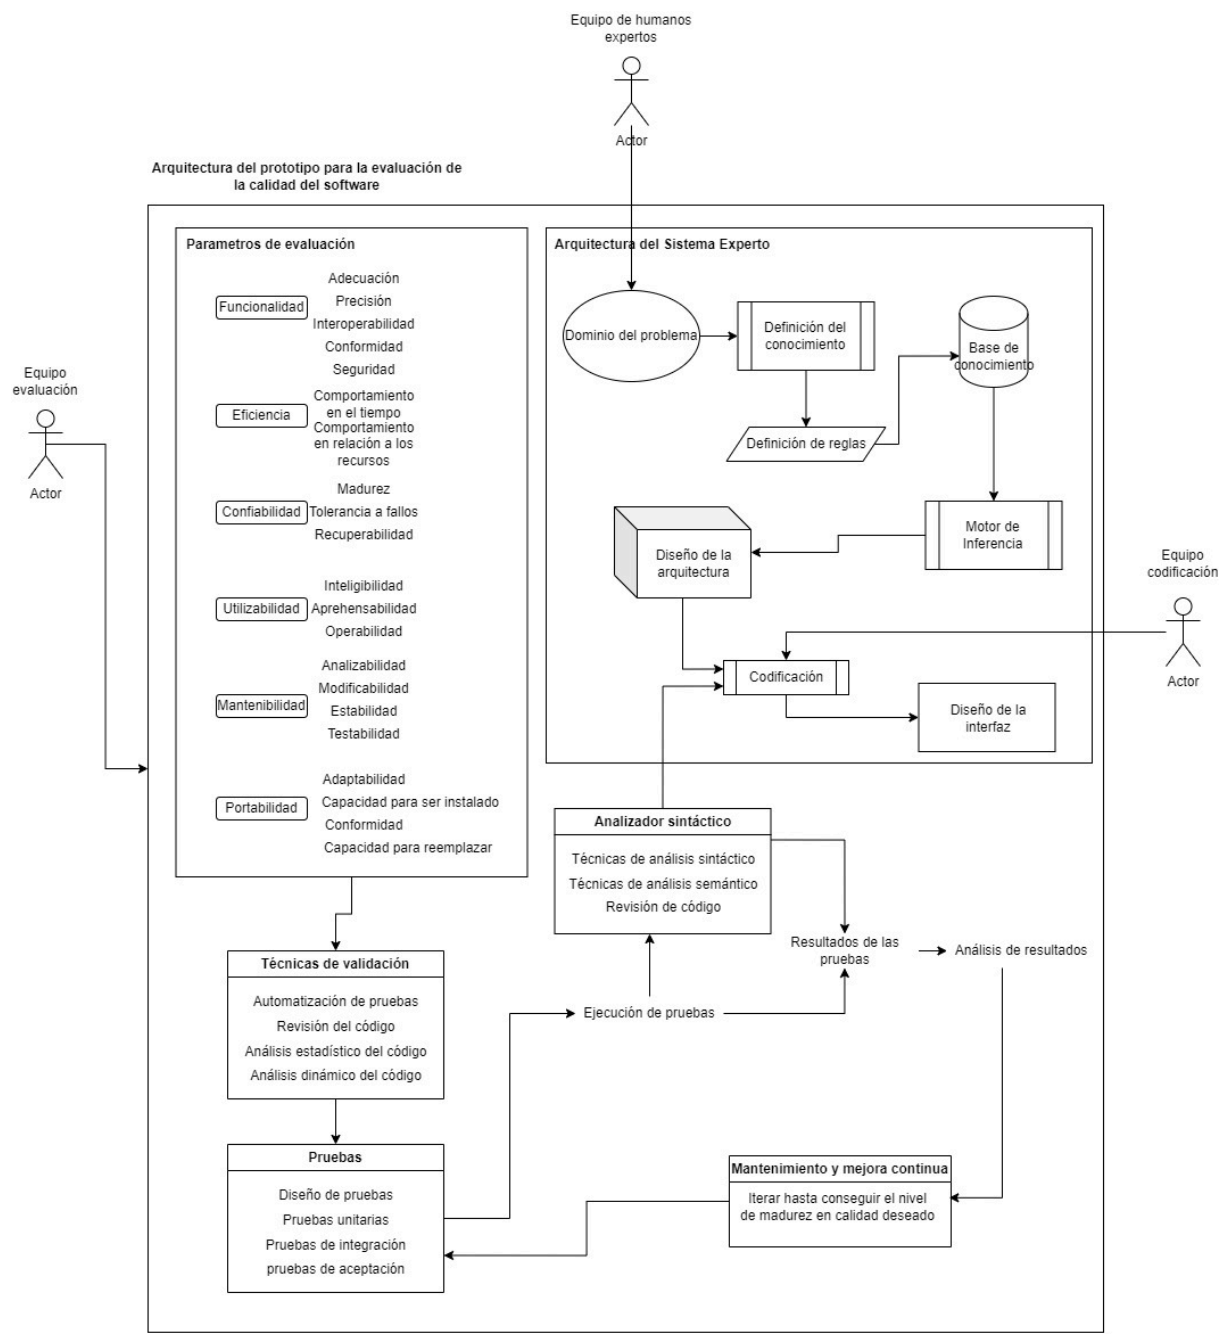 Equipo de humanos
expertos
Actor
Arquitectura del prototipo para la evaluación de
la calidad del software
Equipo
evaluación
Actor
Parametros de evaluación
Funcionalidad
Adecuación
Precisión
Interoperabilidad
Conformidad
Seguridad
Eficiencia
Comportamiento
en el tiempo
Comportamiento
en relación a los
recursos
Confiabilidad
Madurez
Tolerancia a fallos
Recuperabilidad
Utilizabilidad
Inteligibilidad
Aprehensabilidad
Operabilidad
Mantenibilidad
Analizabilidad
Modificabilidad
Estabilidad
Testabilidad
Portabilidad
Adaptabilidad
Capacidad para ser instalado
Conformidad
Capacidad para reemplazar
Arquitectura del Sistema Experto
Dominio del problema
Definición del
conocimiento
Base de
conocimiento
Definición de reglas
Motor de
Inferencia
Diseño de la
arquitectura
Codificación
Diseño de la
interfaz
Equipo
codificación
Actor
Analizador sintáctico
Técnicas de análisis sintáctico
Técnicas de análisis semántico
Revisión de código
Resultados de las
pruebas
Análisis de resultados
Ejecución de pruebas
Técnicas de validación
Automatización de pruebas
Revisión del código
Análisis estadístico del código
Análisis dinámico del código
Pruebas
Diseño de pruebas
Pruebas unitarias
Pruebas de integración
pruebas de aceptación
Mantenimiento y mejora continua
Iterar hasta conseguir el nivel
de madurez en calidad deseado